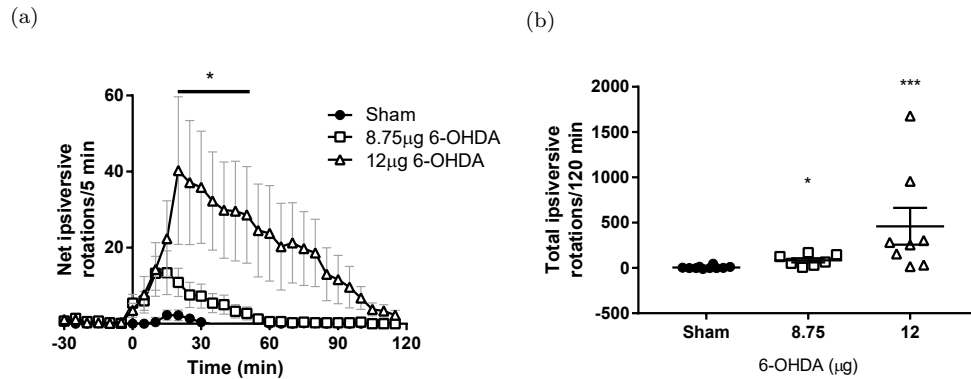 (a)
*
60
40
20
-30
0
30
60
90
120
Net ipsiversive
rotations/5 min
Time (min)
Sham
8.75μg 6-OHDA
12μg 6-OHDA
(b)
2000
1500
1000
500
0
-500
Total ipsiversive
rotations/120 min
*
***
Sham
8.75
12
6-OHDA (μg)